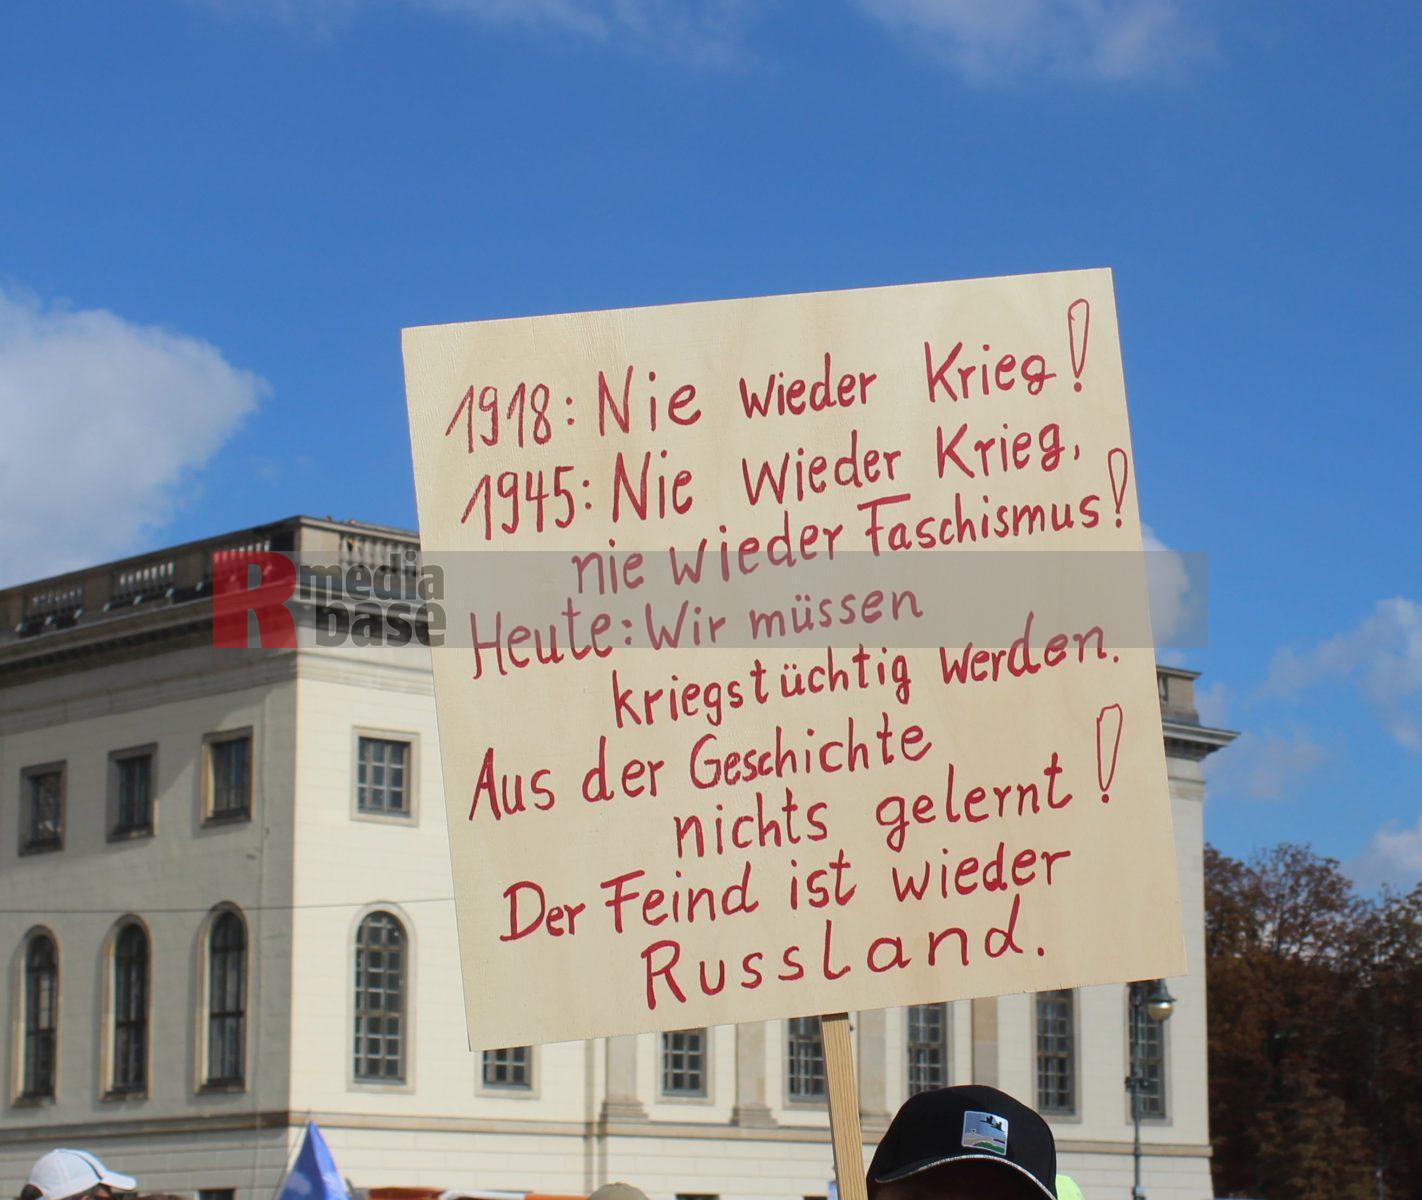 1918: Nie wieder Krieg!
1945: Nie wieder Krieg,
nie wieder Faschismus!
Heute: Wir müssen
kriegstüchtig werden.
Aus der Geschichte
nichts gelernt!
Der Feind ist wieder
Russland.
R media
base